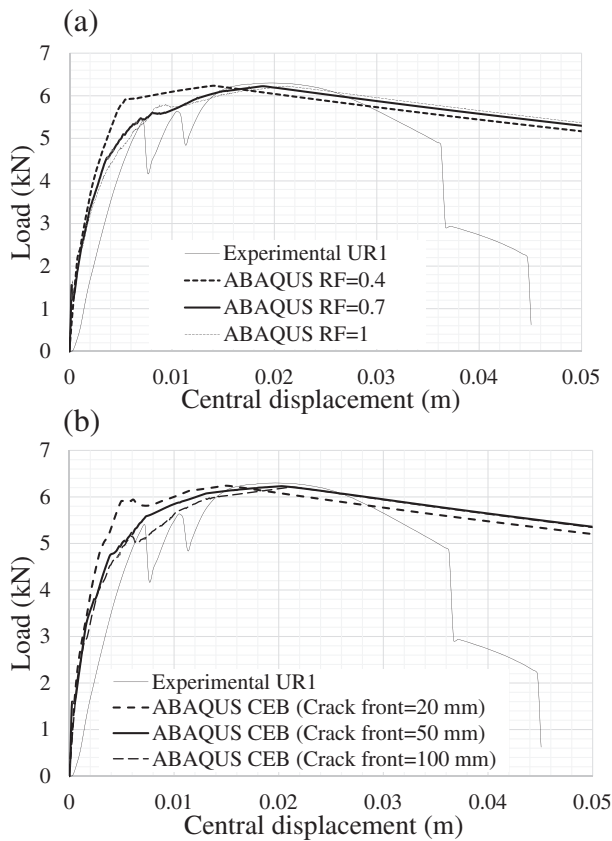 (a)
7
6
5
4
3
2
1
0
Load (kN)
Experimental UR1
ABAQUS RF=0.4
ABAQUS RF=0.7
ABAQUS RF=1
0 0.01 0.02 0.03 0.04 0.05
Central displacement (m)
(b)
7
6
5
4
3
2
1
0
Load (kN)
Experimental UR1
ABAQUS CEB (Crack front=20 mm)
ABAQUS CEB (Crack front=50 mm)
ABAQUS CEB (Crack front=100 mm)
0 0.01 0.02 0.03 0.04 0.05
Central displacement (m)